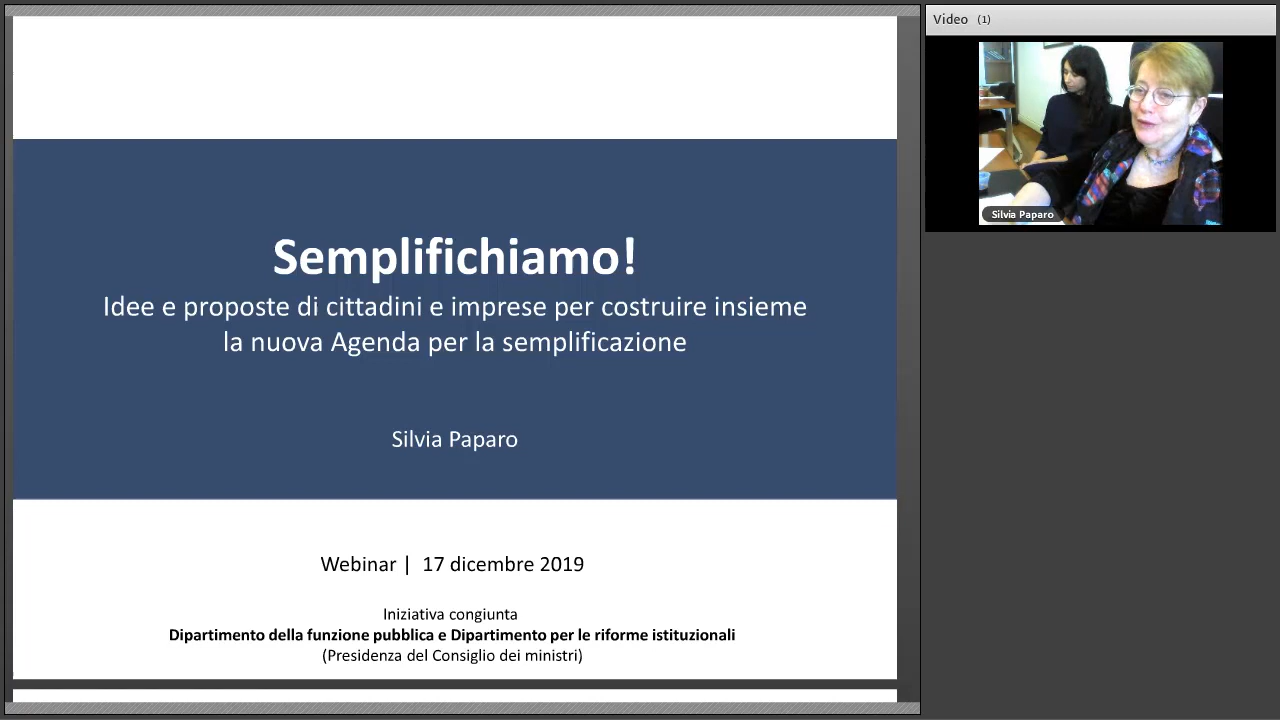 Video (1)
Silvia Paparo
Semplifichiamo!
Idee e proposte di cittadini e imprese per costruire insieme
la nuova Agenda per la semplificazione
Silvia Paparo
Webinar | 17 dicembre 2019
Iniziativa congiunta
Dipartimento della funzione pubblica e Dipartimento per le riforme istituzionali
(Presidenza del Consiglio dei ministri)